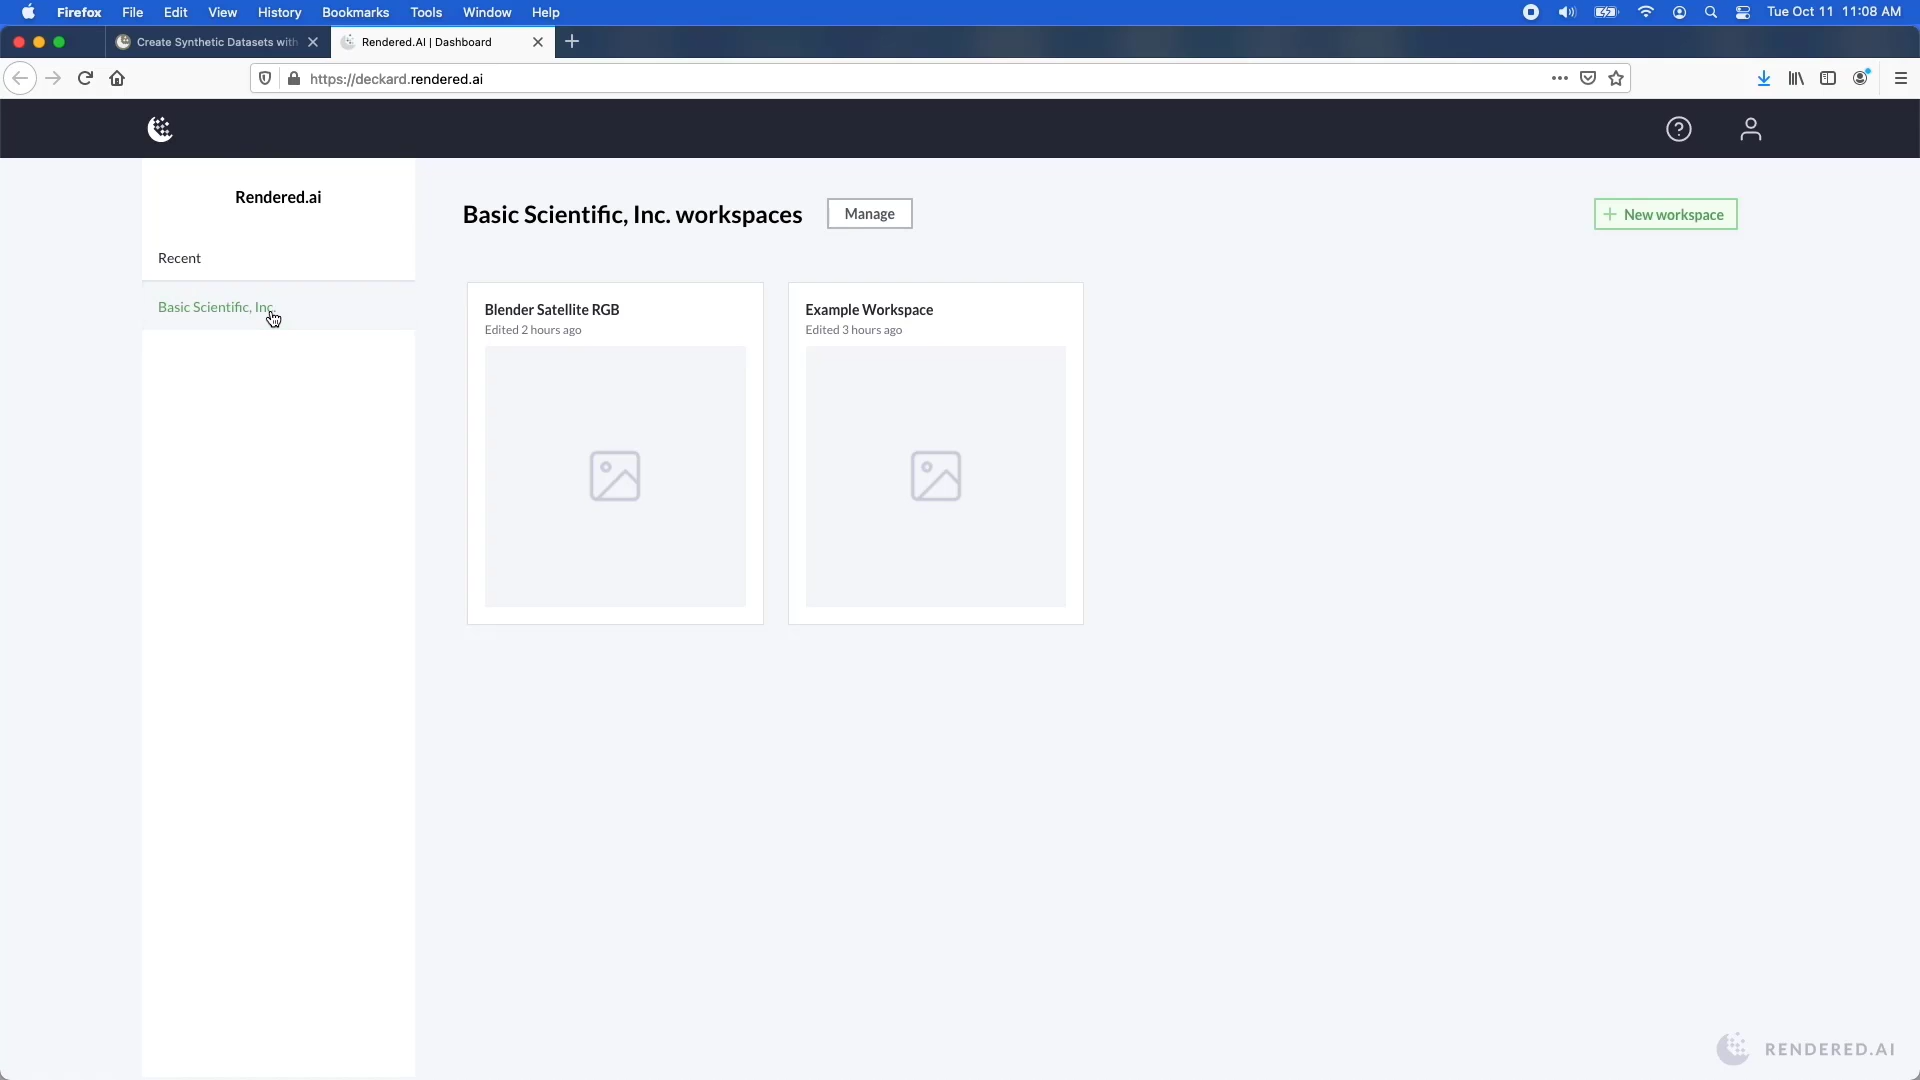 Firefox File Edit View History Bookmarks Tools Window Help Tue Oct 11 11:08 AM
Create Synthetic Datasets with Rendered.AI | Dashboard
https://deckard.rendered.ai
Rendered.ai
Recent
Basic Scientific, Inc.
Basic Scientific, Inc. workspaces Manage + New workspace
Blender Satellite RGB
Edited 2 hours ago
Example Workspace
Edited 3 hours ago
RENDERED.AI